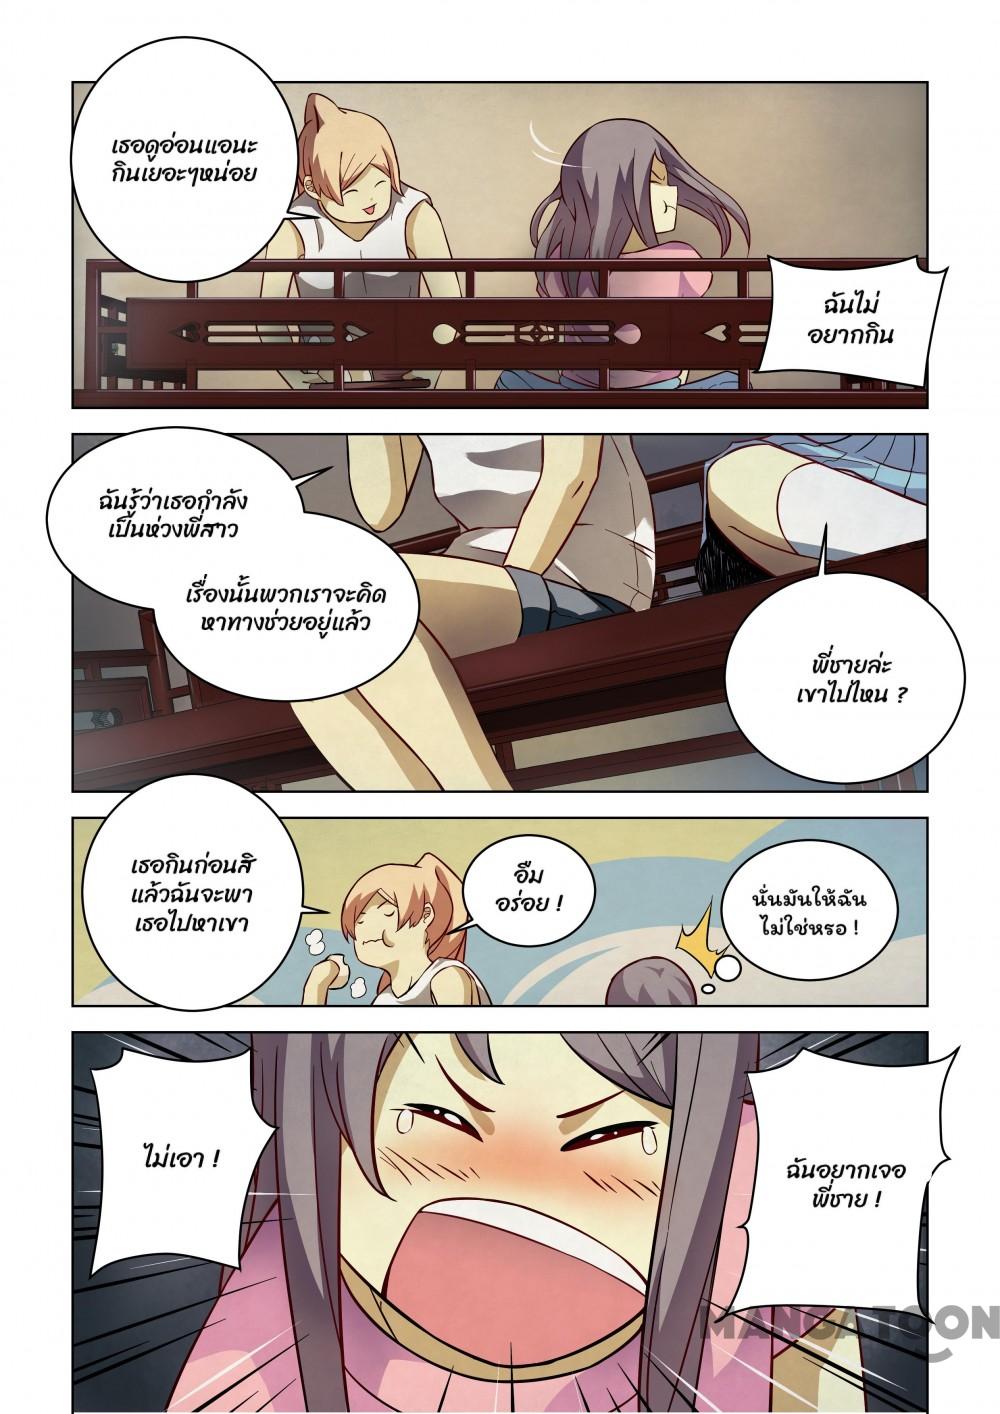 เธอดูอ่อนแอนะ
กินเยอะๆหน่อย
ฉันไม่
อยากกิน
ฉันรู้ว่าเธอกำลัง
เป็นห่วงพี่สาว
เรื่องนั้นพวกเราจะคิด
หาทางช่วยอยู่แล้ว
พี่ชายล่ะ
เขาไปไหน ?
เธอกินก่อนสิ
แล้วฉันจะพา
เธอไปหาเขา
อืม
อร่อย !
นั่นมันให้ฉัน
ไม่ใช่หรอ !
ไม่เอา !
ฉันอยากเจอ
พี่ชาย !
MANGATOON